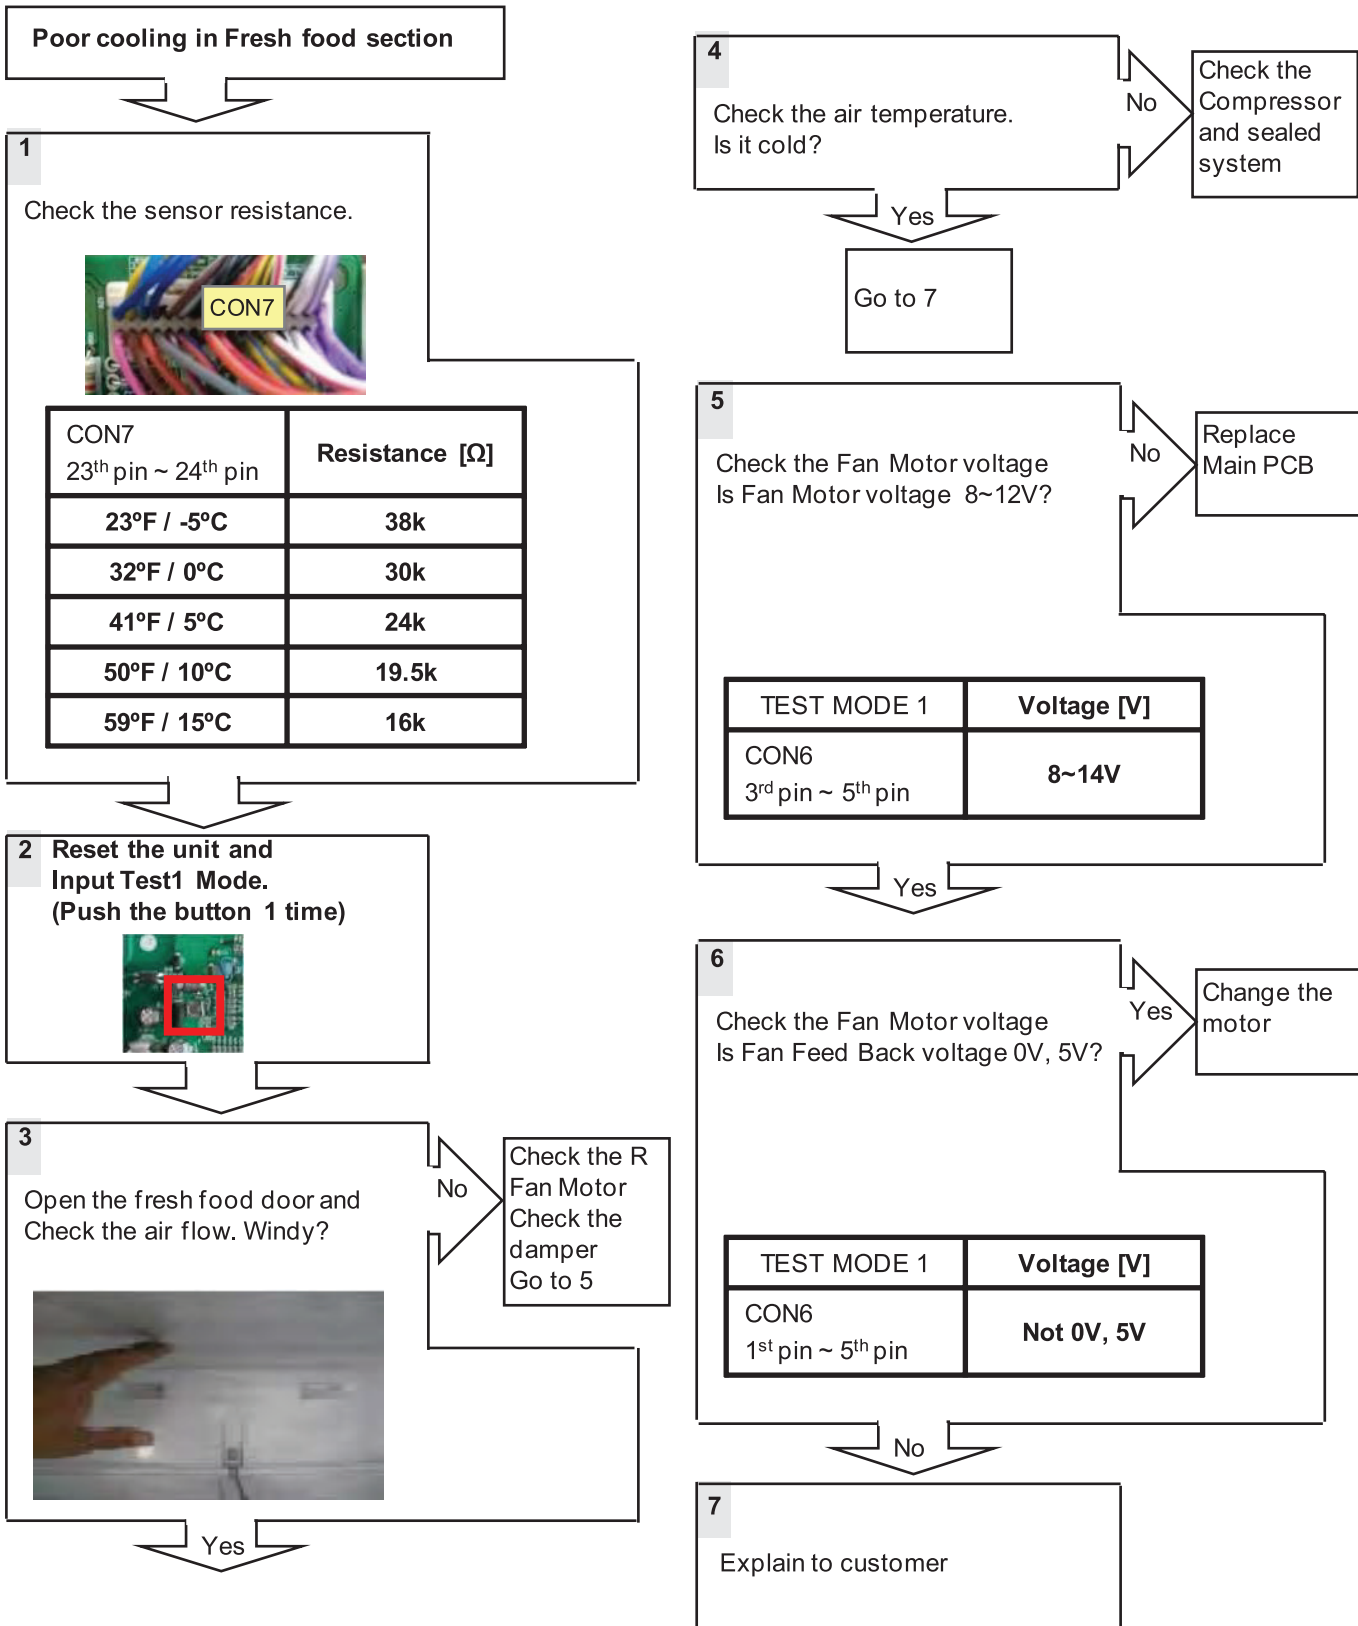 Poor cooling in Fresh food section
1
Check the sensor resistance.
CON7
CON7
23th pin ~ 24th pin
Resistance [Ω]
23ºF / -5ºC
38k
32ºF / 0ºC
30k
41ºF / 5ºC
24k
50ºF / 10ºC
19.5k
59ºF / 15ºC
16k
2
Reset the unit and
Input Test1 Mode.
(Push the button 1 time)
3
Open the fresh food door and
Check the air flow. Windy?
No
Check the R
Fan Motor
Check the
damper
Go to 5
Yes
4
Check the air temperature.
Is it cold?
No
Check the
Compressor
and sealed
system
Yes
Go to 7
5
Check the Fan Motor voltage
Is Fan Motor voltage 8~12V?
No
Replace
Main PCB
TEST MODE 1
Voltage [V]
CON6
3rd pin ~ 5th pin
8~14V
Yes
6
Check the Fan Motor voltage
Is Fan Feed Back voltage 0V, 5V?
Yes
Change the
motor
TEST MODE 1
Voltage [V]
CON6
1st pin ~ 5th pin
Not 0V, 5V
No
7
Explain to customer